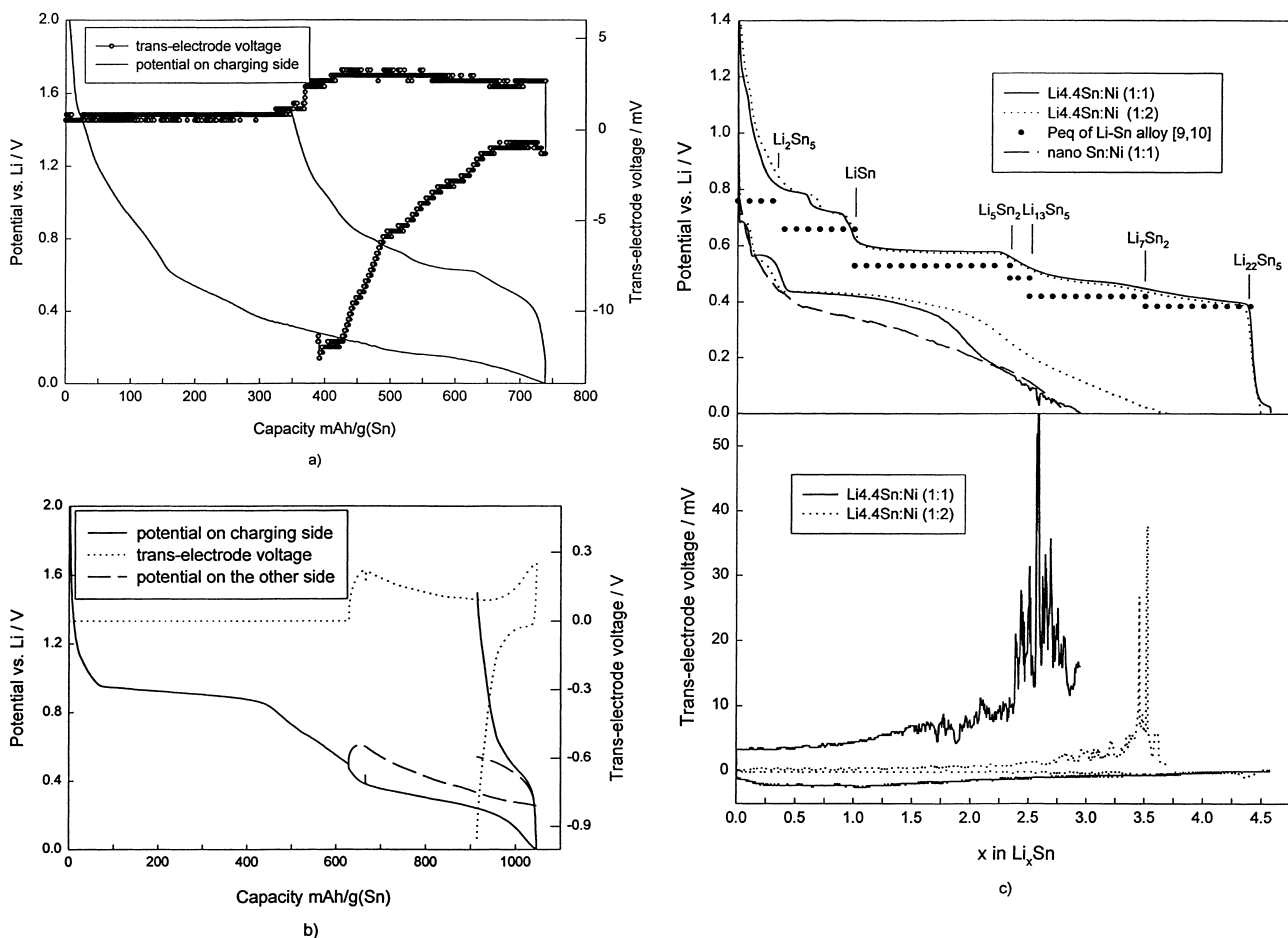 2.0
1.6
1.2
0.8
0.4
0.0
Potential vs. Li / V
trans-electrode voltage
potential on charging side
5
0
-5
-10
Trans-electrode voltage / mV
0 100 200 300 400 500 600 700 800
Capacity mAh/g(Sn)
a)
2.0
1.6
1.2
0.8
0.4
0.0
Potential vs. Li / V
potential on charging side
trans-electrode voltage
potential on the other side
0.3
0.0
-0.3
-0.6
-0.9
Trans-electrode voltage / V
0 200 400 600 800 1000
Capacity mAh/g(Sn)
b)
1.4
1.2
1.0
0.8
0.6
0.4
0.2
0.0
Potential vs. Li / V
Li4.4Sn:Ni (1:1)
Li4.4Sn:Ni (1:2)
Peq of Li-Sn alloy [9,10]
nano Sn:Ni (1:1)
Li2Sn5
LiSn
Li5Sn2
Li13Sn5
Li7Sn2
Li22Sn5
50
40
30
20
10
0
Trans-electrode voltage / mV
Li4.4Sn:Ni (1:1)
Li4.4Sn:Ni (1:2)
0.0 0.5 1.0 1.5 2.0 2.5 3.0 3.5 4.0 4.5
x in LixSn
c)